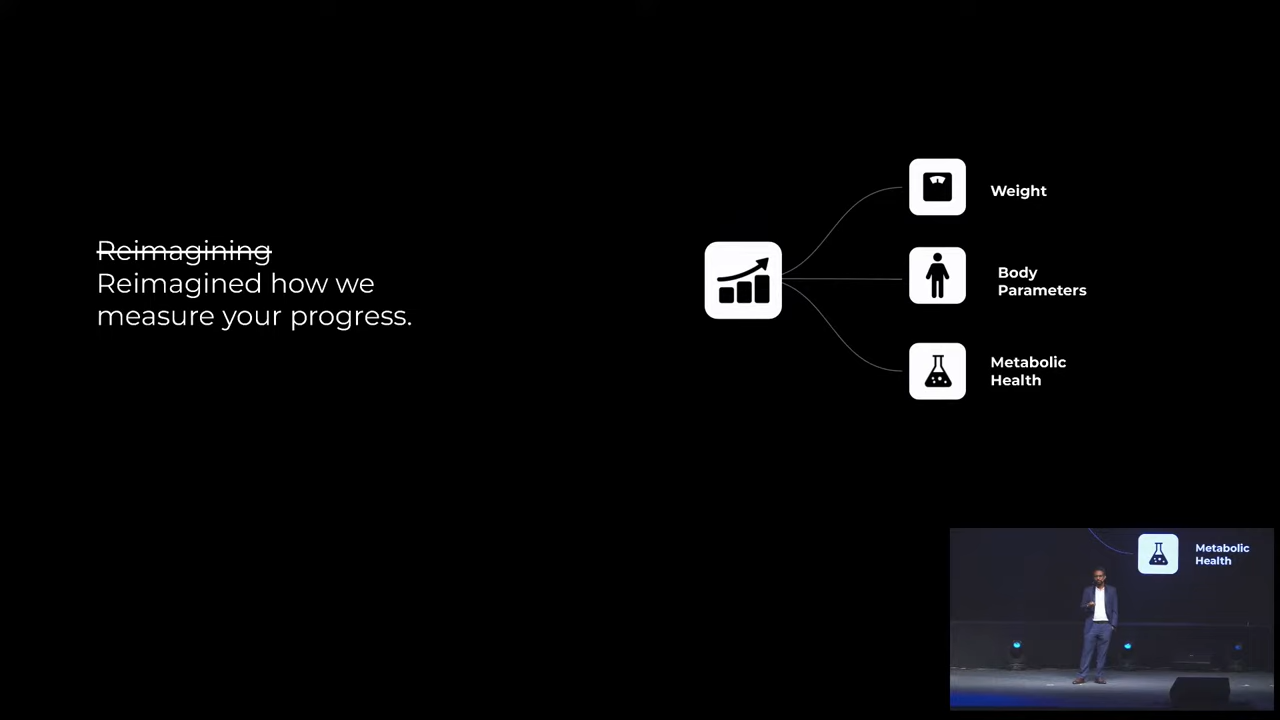 Reimagining
Reimagined how we
measure your progress.
Weight
Body
Parameters
Metabolic
Health
Metabolic
Health